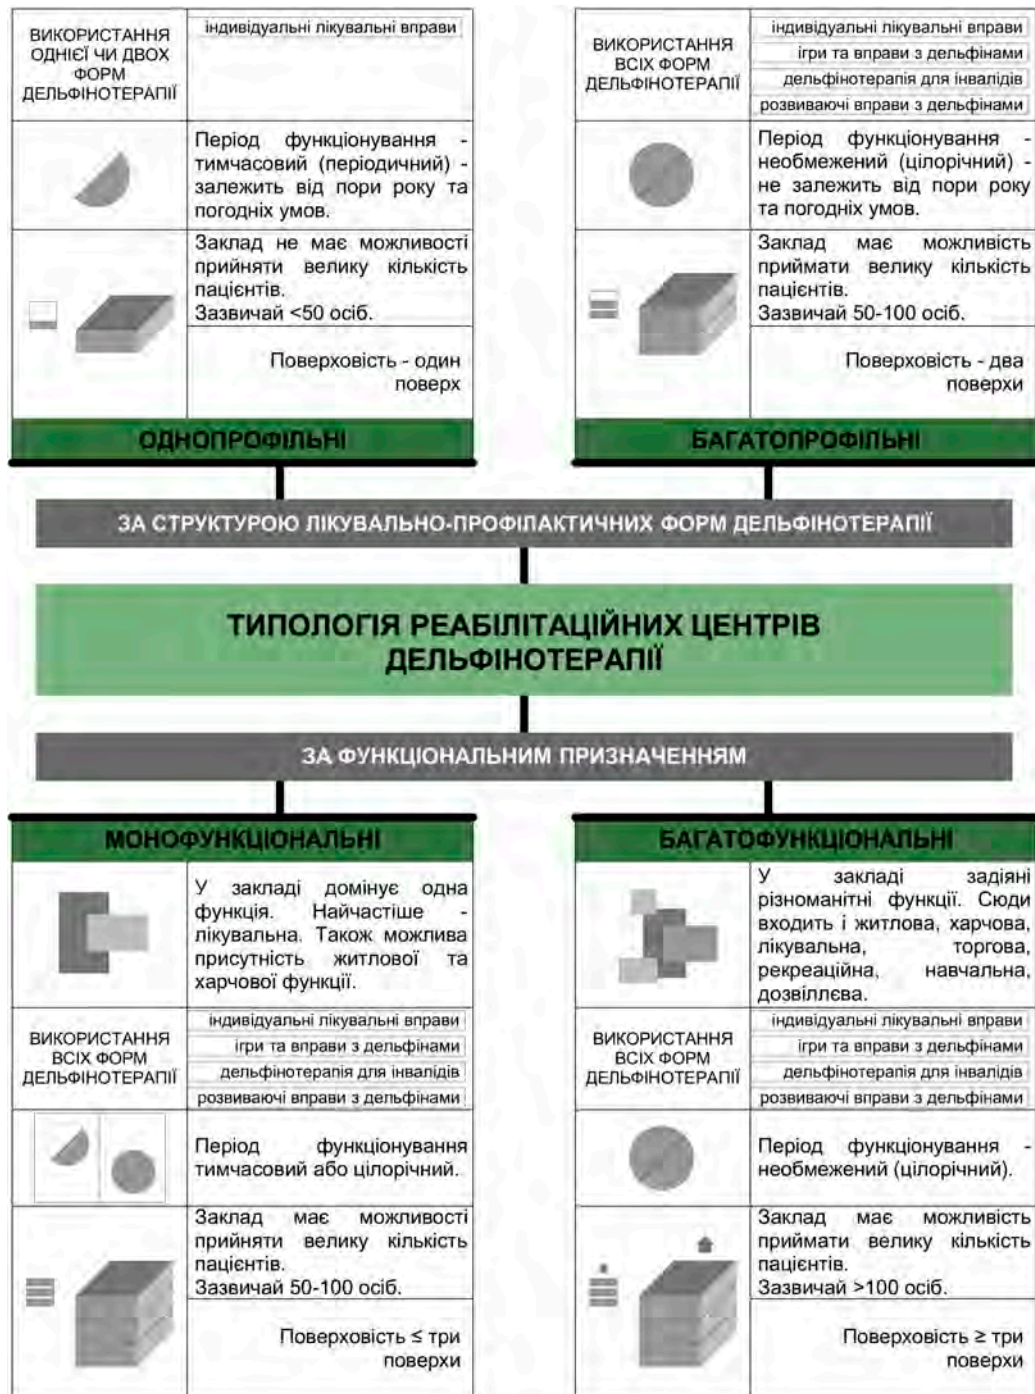 ВИКОРИСТАННЯ
ОДНІЄЇ ЧИ ДВОХ
ФОРМ
ДЕЛЬФІНОТЕРАПІЇ
індивідуальні лікувальні вправи
Період функціонування -
тимчасовий (періодичний) -
залежить від пори року та
погодніх умов.
Заклад не має можливості
прийняти велику кількість
пацієнтів.
Зазвичай <50 осіб.
Поверховість - один
поверх
ОДНОПРОФІЛЬНІ
ВИКОРИСТАННЯ
ВСІХ ФОРМ
ДЕЛЬФІНОТЕРАПІЇ
індивідуальні лікувальні вправи
ігри та вправи з дельфінами
дельфінотерапія для інвалідів
розвиваючі вправи з дельфінами
Період функціонування -
необмежений (цілорічний) -
не залежить від пори року
та погодніх умов.
Заклад має можливість
приймати велику кількість
пацієнтів.
Зазвичай 50-100 осіб.
Поверховість - два
поверхи
БАГАТОПРОФІЛЬНІ
ЗА СТРУКТУРОЮ ЛІКУВАЛЬНО-ПРОФІЛАКТИЧНИХ ФОРМ ДЕЛЬФІНОТЕРАПІЇ
ТИПОЛОГІЯ РЕАБІЛІТАЦІЙНИХ ЦЕНТРІВ
ДЕЛЬФІНОТЕРАПІЇ
ЗА ФУНКЦІОНАЛЬНИМ ПРИЗНАЧЕННЯМ
МОНОФУНКЦІОНАЛЬНІ
У закладі домінує одна
функція. Найчастіше -
лікувальна. Також можлива
присутність житлової та
харчової функції.
ВИКОРИСТАННЯ
ВСІХ ФОРМ
ДЕЛЬФІНОТЕРАПІЇ
індивідуальні лікувальні вправи
ігри та вправи з дельфінами
дельфінотерапія для інвалідів
розвиваючі вправи з дельфінами
Період функціонування
тимчасовий або цілорічний.
Заклад має можливості
прийняти велику кількість
пацієнтів.
Зазвичай 50-100 осіб.
Поверховість ≤ три
поверхи
БАГАТОФУНКЦІОНАЛЬНІ
У закладі задіяні
різноманітні функції. Сюди
входить і житлова, харчова,
лікувальна, торгова,
рекреаційна, навчальна,
дозвіллєва.
ВИКОРИСТАННЯ
ВСІХ ФОРМ
ДЕЛЬФІНОТЕРАПІЇ
індивідуальні лікувальні вправи
ігри та вправи з дельфінами
дельфінотерапія для інвалідів
розвиваючі вправи з дельфінами
Період функціонування -
необмежений (цілорічний).
Заклад має можливість
приймати велику кількість
пацієнтів.
Зазвичай >100 осіб.
Поверховість ≥ три
поверхи